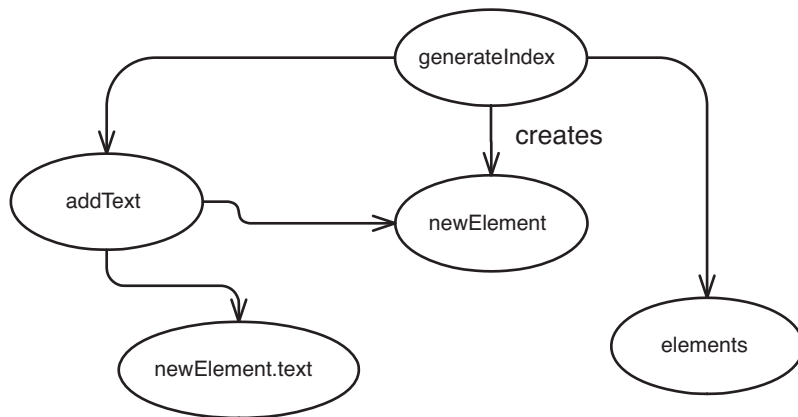 generateIndex
creates
addText
newElement
newElement.text
elements